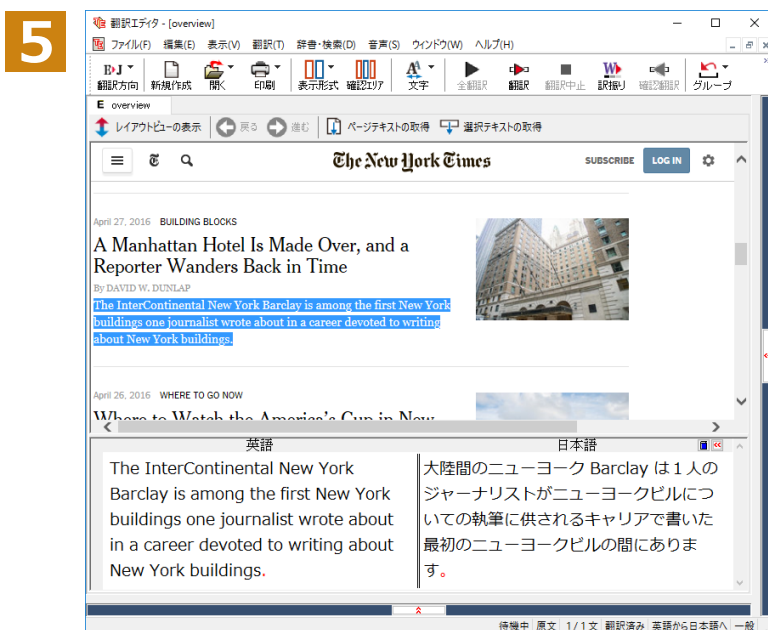 5
翻訳エディタ - [overview]
ファイル(F) 編集(E) 表示(V) 翻訳(T) 辞書・検索(D) 音声(S) ウィンドウ(W) ヘルプ(H)
翻訳方向 新規作成 開く 印刷 表示形式 確認エリア 文字 全翻訳 翻訳 翻訳中止 訳振り 確認翻訳 グループ
E overview
レイアウトビューの表示 戻る 進む ページテキストの取得 選択テキストの取得
The New York Times SUBSCRIBE LOG IN
April 27, 2016 BUILDING BLOCKS
A Manhattan Hotel Is Made Over, and a
Reporter Wanders Back in Time
By DAVID W. DUNLAP
The InterContinental New York Barclay is among the first New York
buildings one journalist wrote about in a career devoted to writing
about New York buildings.
April 26, 2016 WHERE TO GO NOW
Where to Watch the America's Cup in New
英語 日本語
The InterContinental New York
Barclay is among the first New York
buildings one journalist wrote about
in a career devoted to writing about
New York buildings.
大陸間のニューヨーク Barclay は１人の
ジャーナリストがニューヨークビルにつ
いての執筆に供されるキャリアで書いた
最初のニューヨークビルの間にありま
す。
待機中 原文 1/1文 翻訳済み 英語から日本語へ 一般